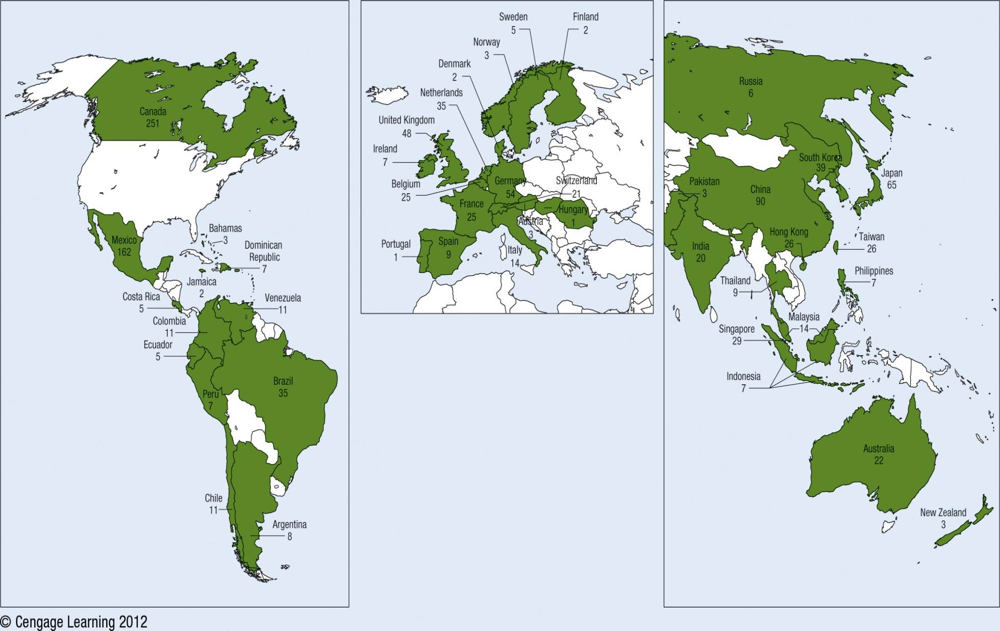 Canada
251
Mexico
162
Bahamas
3
Dominican
Republic
7
Jamaica
2
Costa Rica
5
Venezuela
11
Colombia
11
Ecuador
5
Brazil
35
Peru
7
Chile
11
Argentina
8
Sweden
5
Finland
2
Norway
3
Denmark
2
Netherlands
35
United Kingdom
48
Ireland
7
Belgium
25
Germany
54
Switzerland
21
France
25
Hungary
1
Austria
3
Portugal
1
Spain
9
Italy
14
Russia
6
South Korea
39
Japan
65
Pakistan
3
China
90
Hong Kong
26
Taiwan
26
India
20
Philippines
7
Thailand
9
Malaysia
14
Singapore
29
Indonesia
7
Australia
22
New Zealand
3
© Cengage Learning 2012